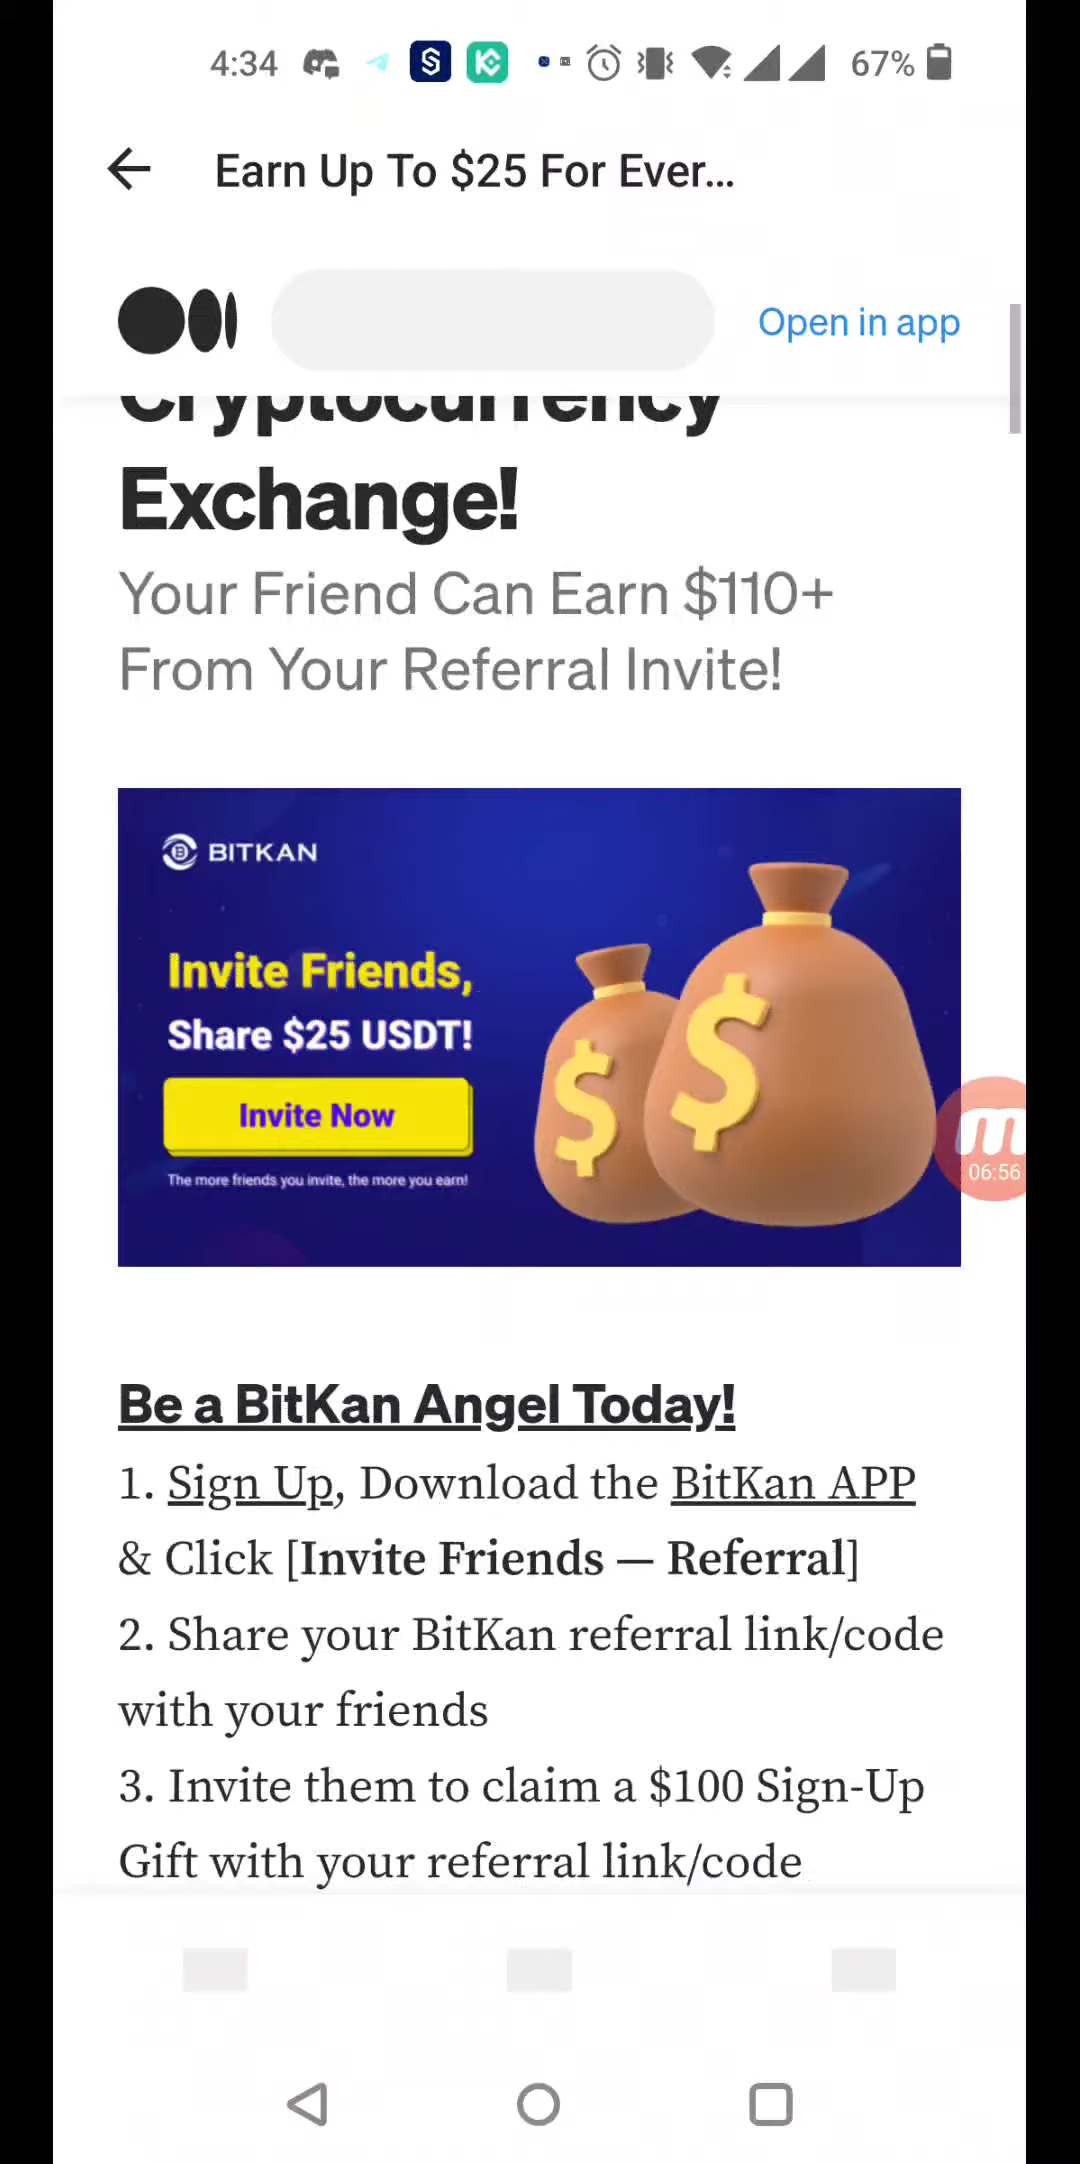 4:34
67%
Earn Up To $25 For Ever...
Open in app
Cryptocurrency
Exchange!
Your Friend Can Earn $110+
From Your Referral Invite!
BITKAN
Invite Friends,
Share $25 USDT!
Invite Now
The more friends you invite, the more you earn!
06:56
Be a BitKan Angel Today!
1. Sign Up, Download the BitKan APP
& Click [Invite Friends — Referral]
2. Share your BitKan referral link/code
with your friends
3. Invite them to claim a $100 Sign-Up
Gift with your referral link/code